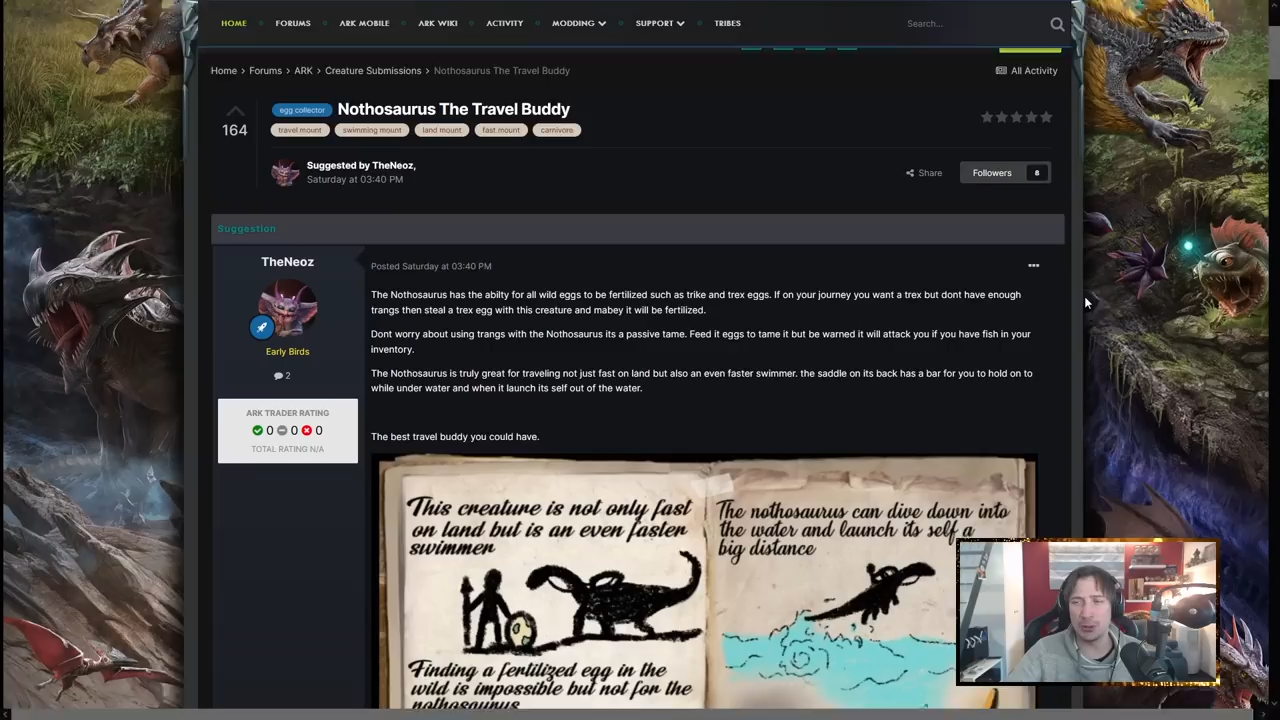 HOME FORUMS ARK MOBILE ARK WIKI ACTIVITY MODDING SUPPORT TRIBES Search...
Home > Forums > ARK > Creature Submissions > Nothosaurus The Travel Buddy All Activity
164
egg collector Nothosaurus The Travel Buddy
travel mount swimming mount land mount fast mount carnivore
Suggested by TheNeoz,
Saturday at 03:40 PM
Share Followers 8
Suggestion
TheNeoz
Early Birds
2
ARK TRADER RATING
0 0 0
TOTAL RATING N/A
Posted Saturday at 03:40 PM
The Nothosaurus has the abilty for all wild eggs to be fertilized such as trike and trex eggs. If on your journey you want a trex but dont have enough
trangs then steal a trex egg with this creature and mabey it will be fertilized.
Dont worry about using trangs with the Nothosaurus its a passive tame. Feed it eggs to tame it but be warned it will attack you if you have fish in your
inventory.
The Nothosaurus is truly great for traveling not just fast on land but also an even faster swimmer. the saddle on its back has a bar for you to hold on to
while under water and when it launch its self out of the water.
The best travel buddy you could have.
This creature is not only fast
on land but is an even faster
swimmer
Finding a fertilized egg in the
wild is impossible but not for the
nothosaurus
The nothosaurus can dive down into
the water and launch its self a
big distance